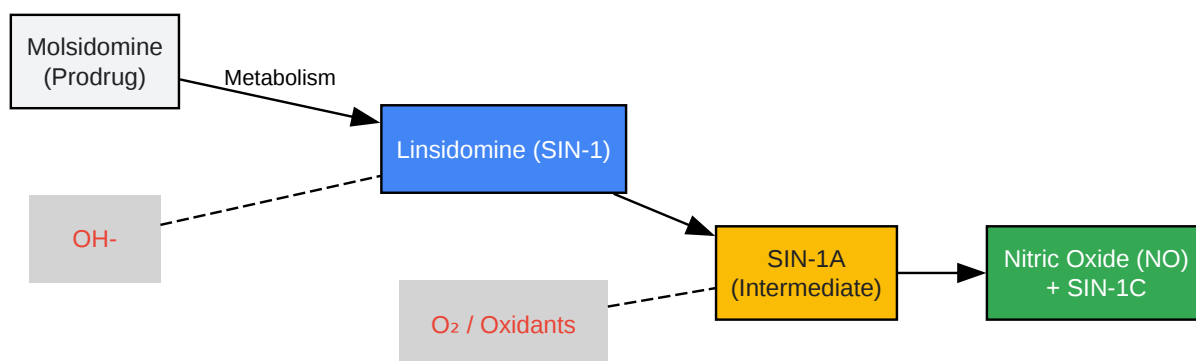 Molsidomine
(Prodrug)
Metabolism
Linsidomine (SIN-1)
OH-
SIN-1A
(Intermediate)
Nitric Oxide (NO)
+ SIN-1C
O₂ / Oxidants